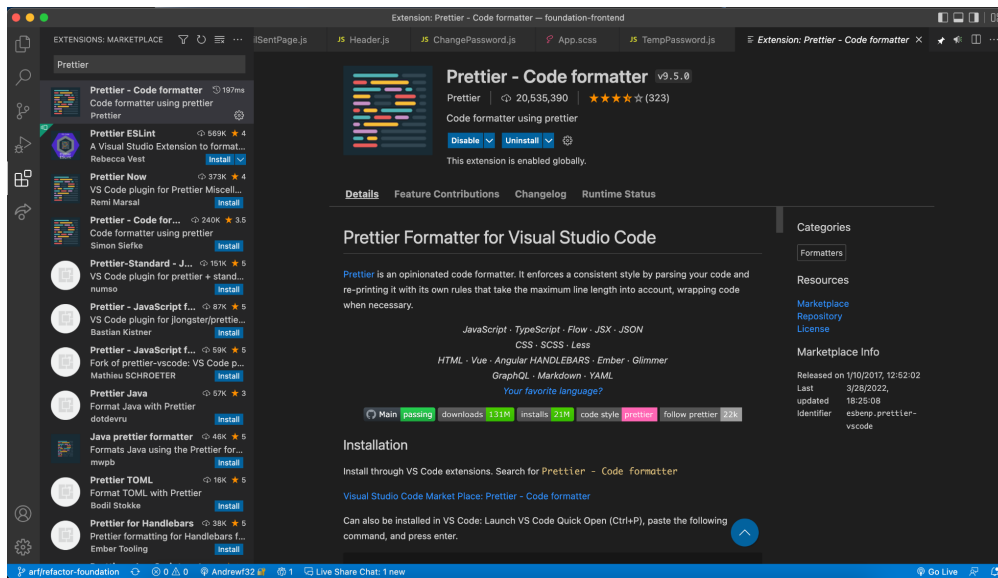 Extension: Prettier - Code formatter — foundation-frontend
EXTENSIONS: MARKETPLACE
Prettier
Prettier - Code formatter 197ms
Code formatter using prettier
Prettier
Prettier ESLint 569K ★ 4
A Visual Studio Extension to format...
Rebecca Vest Install
Prettier Now 373K ★ 4
VS Code plugin for Prettier Miscell...
Remi Marsal Install
Prettier - Code for... 240K ★ 3.5
Code formatter using prettier
Simon Siefke Install
Prettier-Standard - J... 151K ★ 5
VS Code plugin for prettier + stand...
numso Install
Prettier - JavaScript f... 87K ★ 5
VS Code plugin for jlongster/prettie...
Bastian Kistner Install
Prettier - JavaScript f... 59K ★ 5
Fork of prettier-vscode: VS Code p...
Mathieu SCHROETER Install
Prettier Java 57K ★ 3
Format Java with Prettier
dotdevru Install
Java prettier formatter 46K ★ 5
Formats Java using the Prettier for...
mwpb Install
Prettier TOML 16K ★ 5
Format TOML with Prettier
Bodil Stokke Install
Prettier for Handlebars 38K ★ 5
Prettier formatting for Handlebars f...
Ember Tooling Install
ilSentPage.js JS Header.js JS ChangePassword.js App.scss JS TempPassword.js Extension: Prettier - Code formatter
Prettier - Code formatter v9.5.0
Prettier 20,535,390 (323)
Code formatter using prettier
Disable Uninstall
This extension is enabled globally.
Details Feature Contributions Changelog Runtime Status
Prettier Formatter for Visual Studio Code
Prettier is an opinionated code formatter. It enforces a consistent style by parsing your code and
re-printing it with its own rules that take the maximum line length into account, wrapping code
when necessary.
JavaScript · TypeScript · Flow · JSX · JSON
CSS · SCSS · Less
HTML · Vue · Angular HANDLEBARS · Ember · Glimmer
GraphQL · Markdown · YAML
Your favorite language?
Main passing downloads 131M installs 21M code style prettier follow prettier 22k
Installation
Install through VS Code extensions. Search for Prettier - Code formatter
Visual Studio Code Market Place: Prettier - Code formatter
Can also be installed in VS Code: Launch VS Code Quick Open (Ctrl+P), paste the following
command, and press enter.
Categories
Formatters
Resources
Marketplace
Repository
License
Marketplace Info
Released on 1/10/2017, 12:52:02
Last 3/28/2022,
updated 18:25:08
Identifier esbenp.prettier-
vscode
arf/refactor-foundation 0 0 Andrewf32 1 Live Share Chat: 1 new Go Live